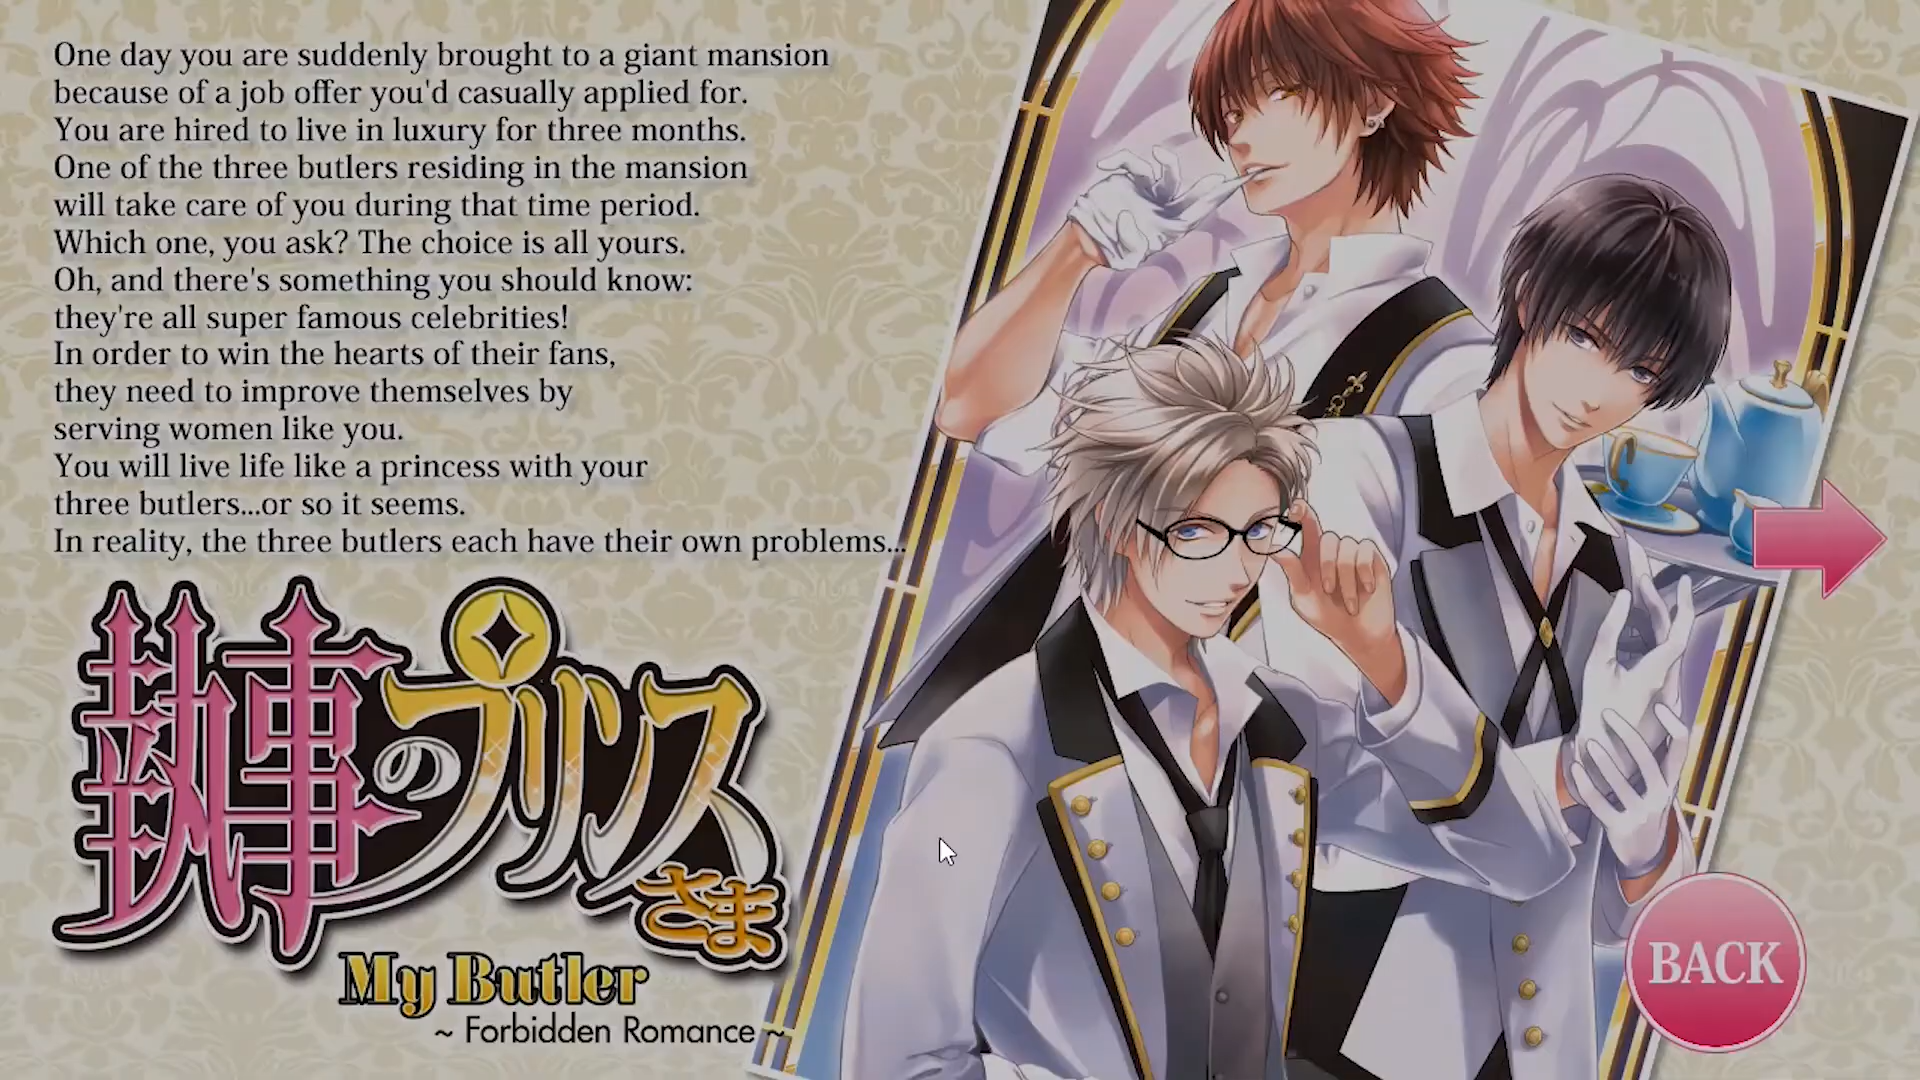 One day you are suddenly brought to a giant mansion
because of a job offer you'd casually applied for.
You are hired to live in luxury for three months.
One of the three butlers residing in the mansion
will take care of you during that time period.
Which one, you ask? The choice is all yours.
Oh, and there's something you should know:
they're all super famous celebrities!
In order to win the hearts of their fans,
they need to improve themselves by
serving women like you.
You will live life like a princess with your
three butlers...or so it seems.
In reality, the three butlers each have their own problems...
執事のプリンスさま
My Butler
~ Forbidden Romance ~
BACK